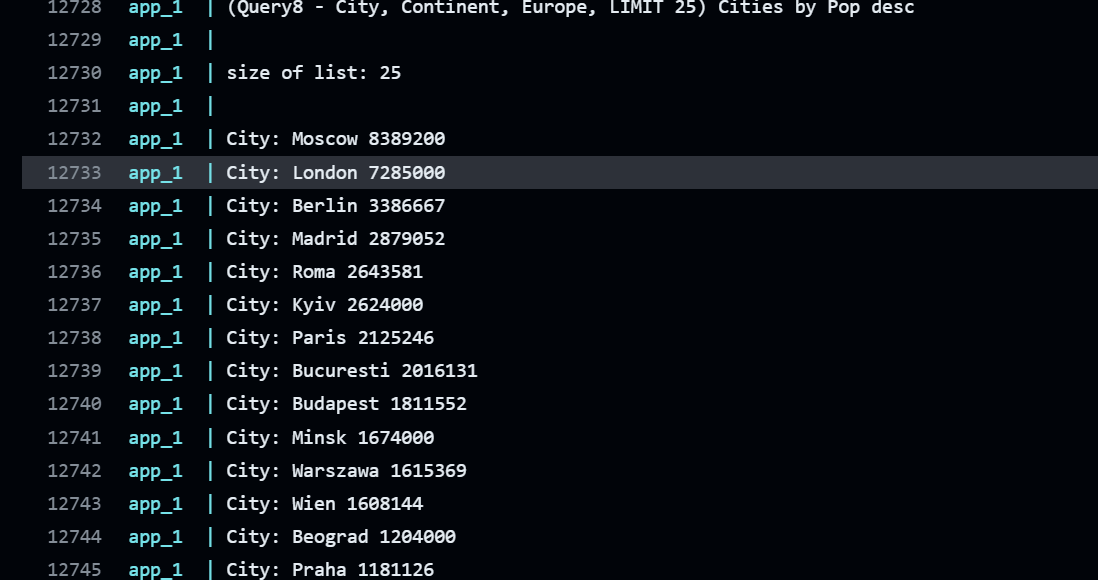 12728 app_1 | (Query8 - City, Continent, Europe, LIMIT 25) Cities by Pop desc
12729 app_1 |
12730 app_1 | size of list: 25
12731 app_1 |
12732 app_1 | City: Moscow 8389200
12733 app_1 | City: London 7285000
12734 app_1 | City: Berlin 3386667
12735 app_1 | City: Madrid 2879052
12736 app_1 | City: Roma 2643581
12737 app_1 | City: Kyiv 2624000
12738 app_1 | City: Paris 2125246
12739 app_1 | City: Bucuresti 2016131
12740 app_1 | City: Budapest 1811552
12741 app_1 | City: Minsk 1674000
12742 app_1 | City: Warszawa 1615369
12743 app_1 | City: Wien 1608144
12744 app_1 | City: Beograd 1204000
12745 app_1 | City: Praha 1181126